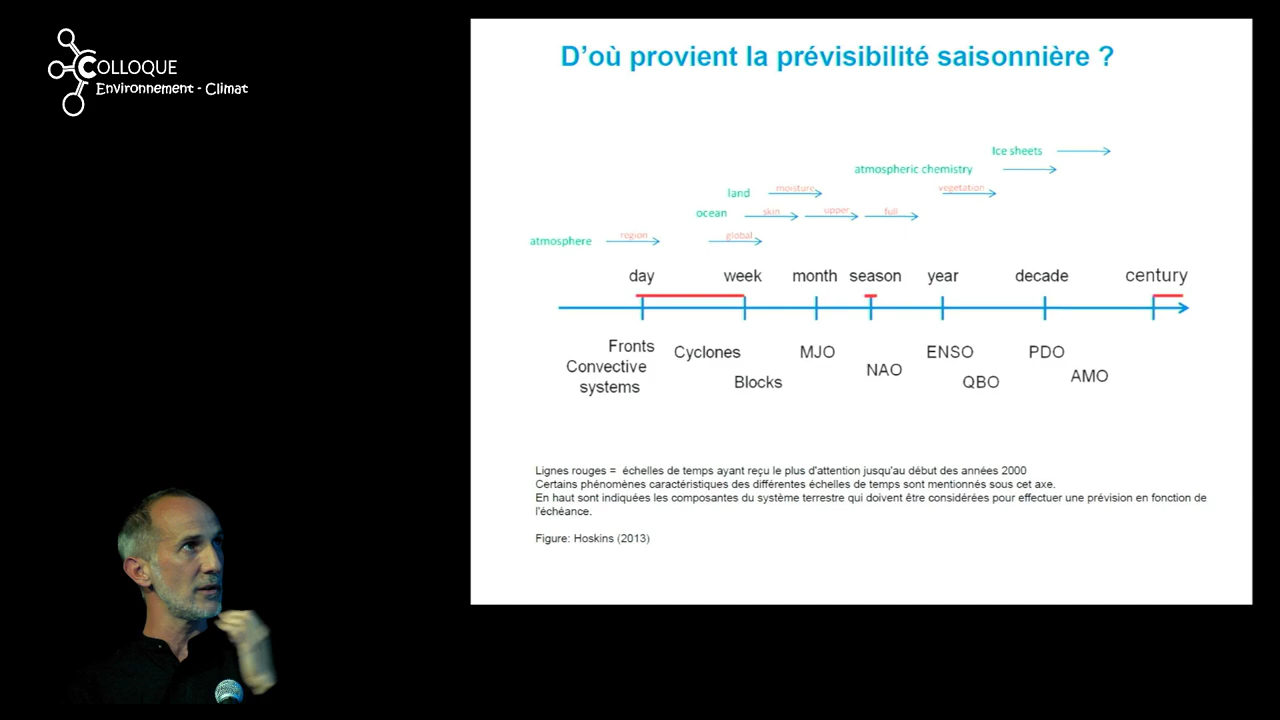 COLLOQUE
Environnement - Climat
D'où provient la prévisibilité saisonnière ?
Ice sheets
atmospheric chemistry
land moisture vegetation
ocean skin upper full
atmosphere region global
day week month season year decade century
Fronts
Convective
systems
Cyclones
Blocks
MJO
NAO
ENSO
QBO
PDO
AMO
Lignes rouges = échelles de temps ayant reçu le plus d'attention jusqu'au début des années 2000
Certains phénomènes caractéristiques des différentes échelles de temps sont mentionnés sous cet axe.
En haut sont indiquées les composantes du système terrestre qui doivent être considérées pour effectuer une prévision en fonction de
l'échéance.
Figure: Hoskins (2013)